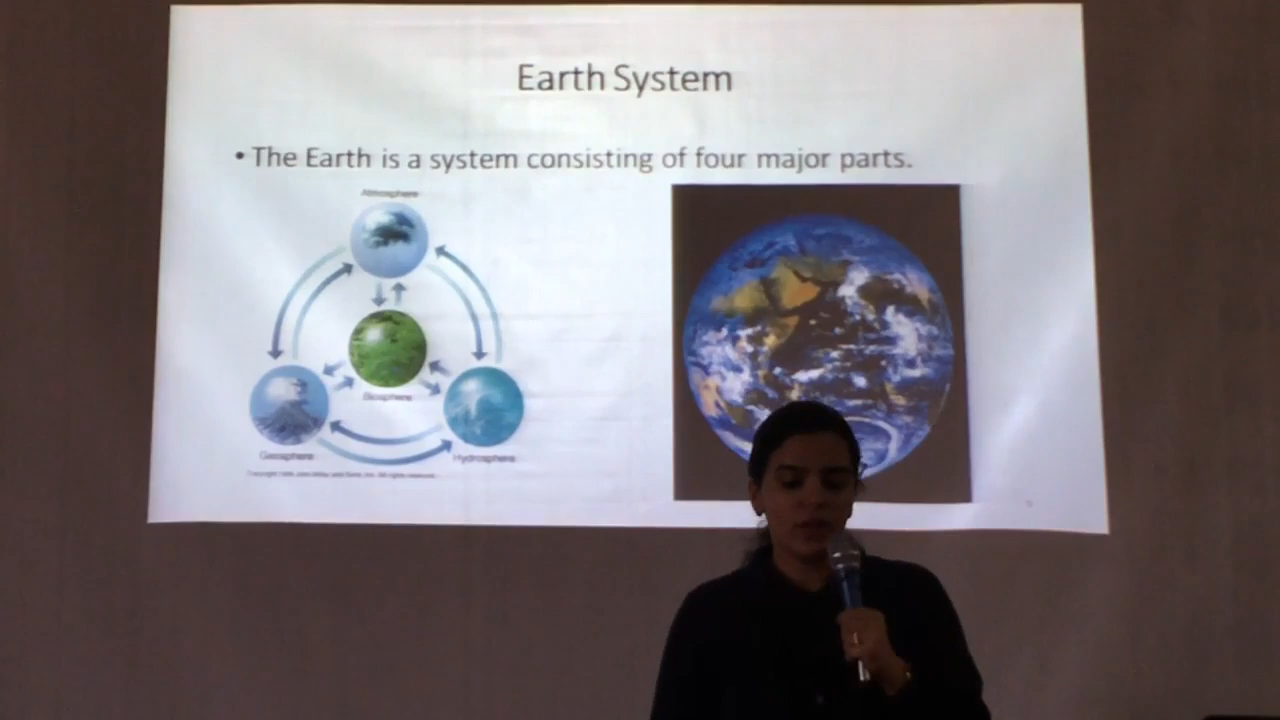 Earth System
• The Earth is a system consisting of four major parts.
Atmosphere
Biosphere
Geosphere
Hydrosphere